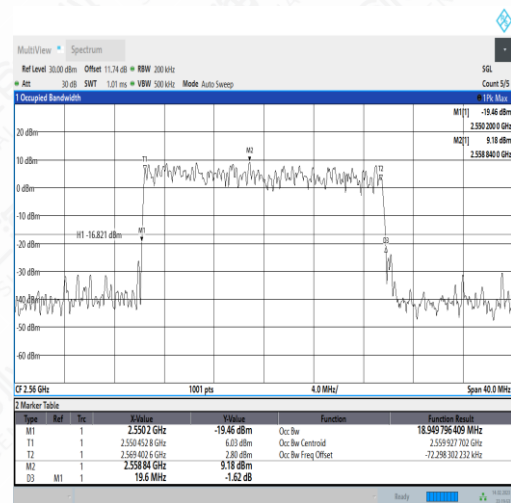 MultiView Spectrum
Ref Level 30.00 dBm Offset 11.74 dB RBW 200 kHz SGL
Att 30 dB SWT 1.01 ms VBW 500 kHz Mode Auto Sweep Count 5/5
1 Occupied Bandwidth 1Pk Max
M1[1] -19.46 dBm
2.550 200 0 GHz
M2[1] 9.18 dBm
2.558 840 0 GHz
20 dBm
M2
T1
T2
10 dBm
0 dBm
-10 dBm
H1 -16.821 dBm
M1
-20 dBm
D3
-30 dBm
-40 dBm
-50 dBm
-60 dBm
CF 2.56 GHz 1001 pts 4.0 MHz/ Span 40.0 MHz
2 Marker Table
Type Ref Trc X-Value Y-Value Function Function Result
M1 1 2.550 2 GHz -19.46 dBm Occ Bw 18.949 796 409 MHz
T1 1 2.550 452 8 GHz 6.03 dBm Occ Bw Centroid 2.559 927 702 GHz
T2 1 2.569 402 6 GHz 2.80 dBm Occ Bw Freq Offset -72.298 302 232 kHz
M2 1 2.558 84 GHz 9.18 dBm
D3 M1 1 19.6 MHz -1.62 dB
Ready